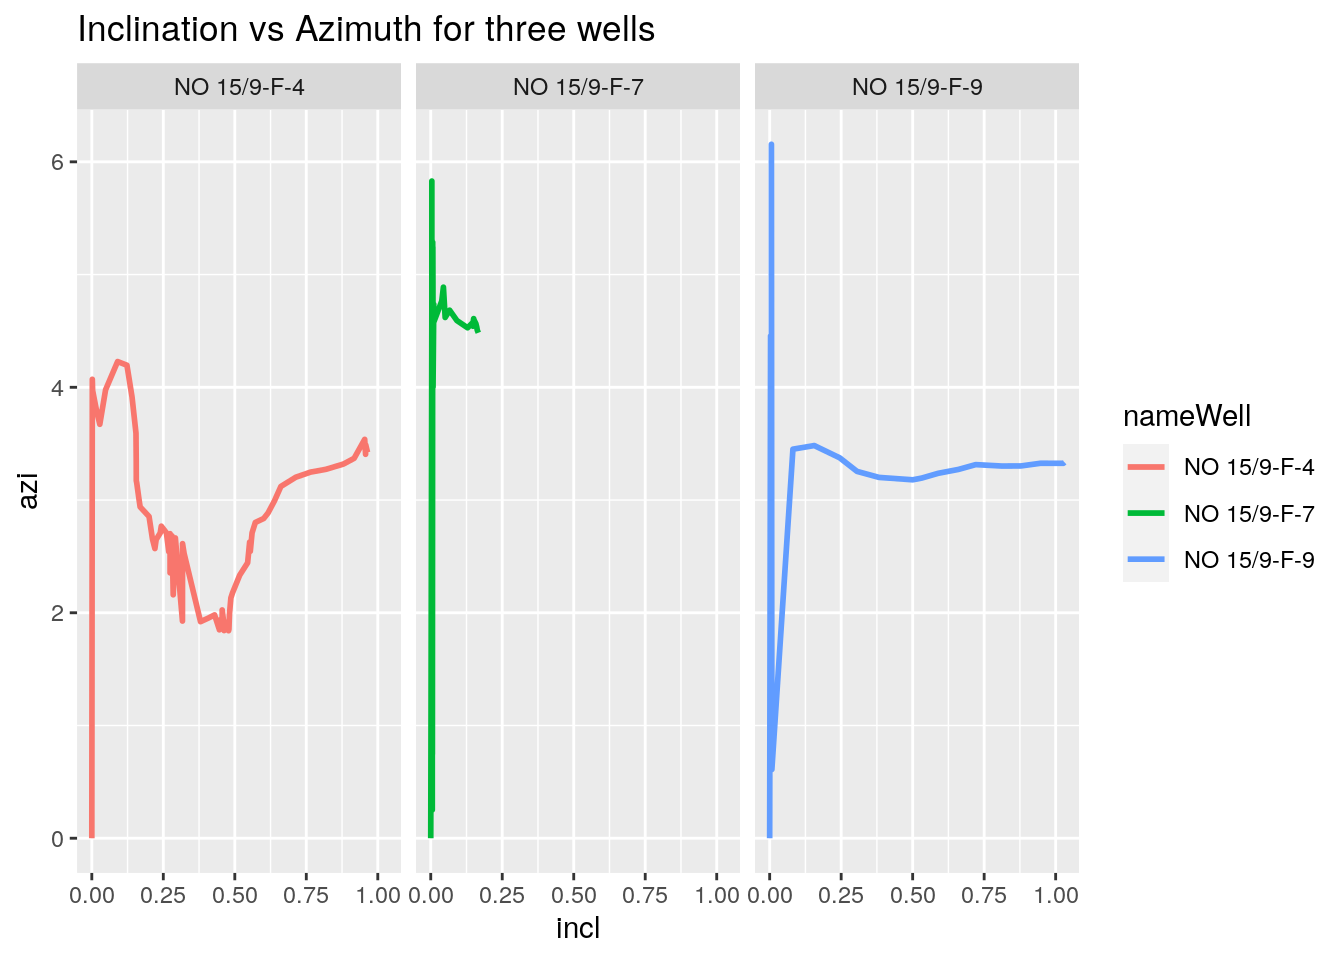 Inclination vs Azimuth for three wells
NO 15/9-F-4
NO 15/9-F-7
NO 15/9-F-9
6
4
2
0
azi
0.00 0.25 0.50 0.75 1.00
0.00 0.25 0.50 0.75 1.00
0.00 0.25 0.50 0.75 1.00
incl
nameWell
NO 15/9-F-4
NO 15/9-F-7
NO 15/9-F-9